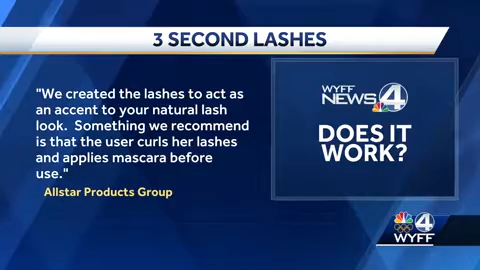 3 SECOND LASHES
"We created the lashes to act as
an accent to your natural lash
look. Something we recommend
is that the user curls her lashes
and applies mascara before
use."
Allstar Products Group
WYFF
NEWS 4
DOES IT
WORK?
4
WYFF